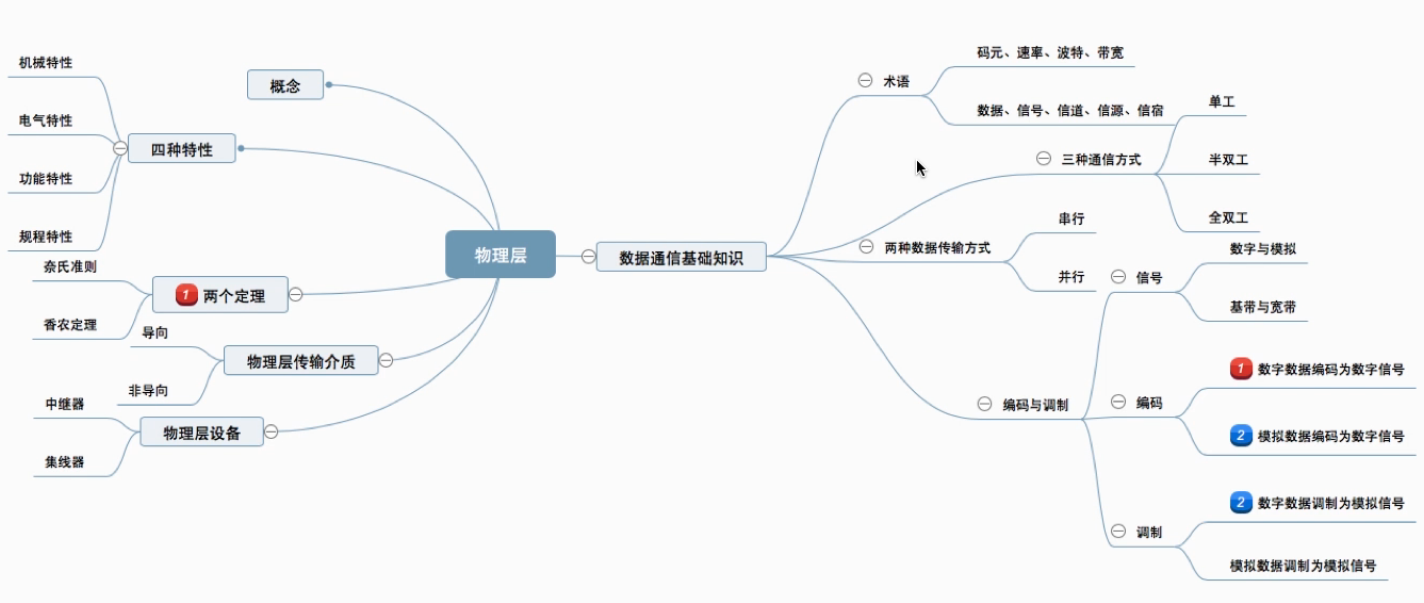 物理层
概念
四种特性
机械特性
电气特性
功能特性
规程特性
1 两个定理
奈氏准则
香农定理
物理层传输介质
导向
非导向
物理层设备
中继器
集线器
数据通信基础知识
术语
码元、速率、波特、带宽
数据、信号、信道、信源、信宿
三种通信方式
单工
半双工
全双工
两种数据传输方式
串行
并行
编码与调制
信号
数字与模拟
基带与宽带
编码
1 数字数据编码为数字信号
2 模拟数据编码为数字信号
调制
2 数字数据调制为模拟信号
模拟数据调制为模拟信号